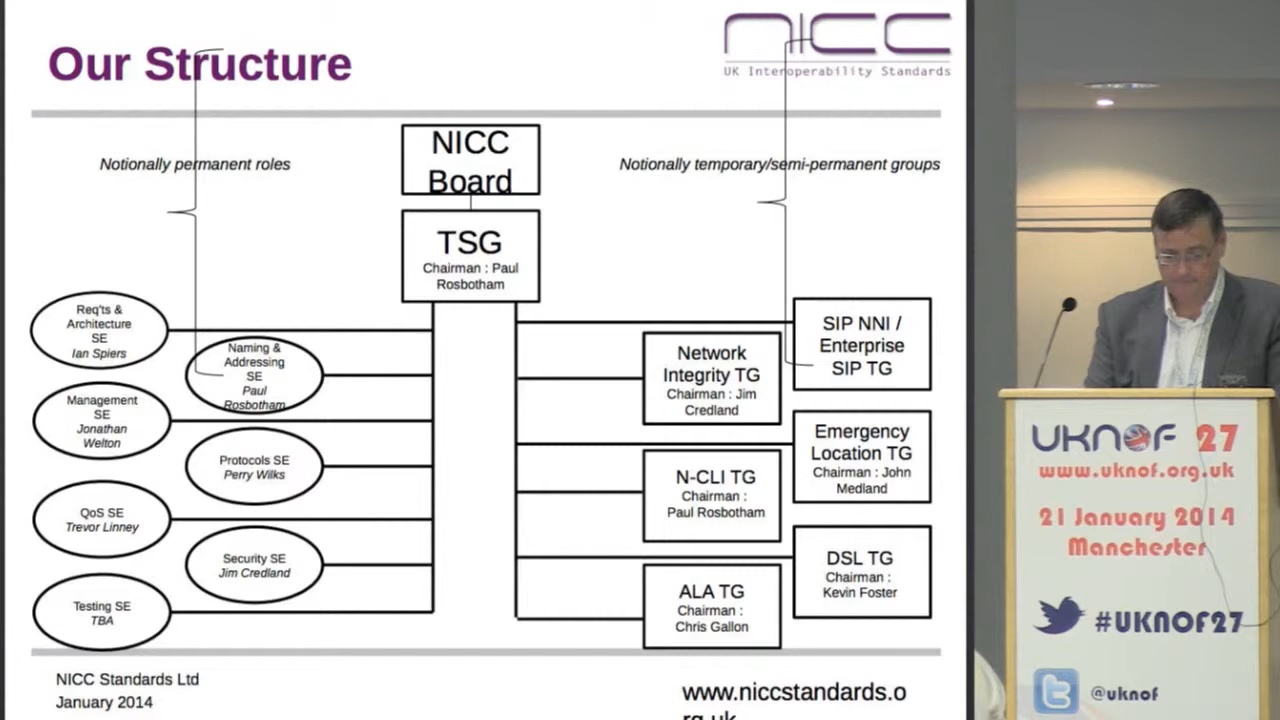 Our Structure
nicc
UK Interoperability Standards
Notionally permanent roles
NICC
Board
Notionally temporary/semi-permanent groups
TSG
Chairman : Paul
Rosbotham
Req'ts &
Architecture
SE
Ian Spiers
Naming &
Addressing
SE
Paul
Rosbotham
Management
SE
Jonathan
Welton
Protocols SE
Perry Wilks
QoS SE
Trevor Linney
Security SE
Jim Credland
Testing SE
TBA
SIP NNI /
Enterprise
SIP TG
Network
Integrity TG
Chairman : Jim
Credland
Emergency
Location TG
Chairman : John
Medland
N-CLI TG
Chairman :
Paul Rosbotham
DSL TG
Chairman :
Kevin Foster
ALA TG
Chairman :
Chris Gallon
NICC Standards Ltd
January 2014
www.niccstandards.o
rg.uk
UKNOF 27
www.uknof.org.uk
21 January 2014
Manchester
#UKNOF27
@uknof